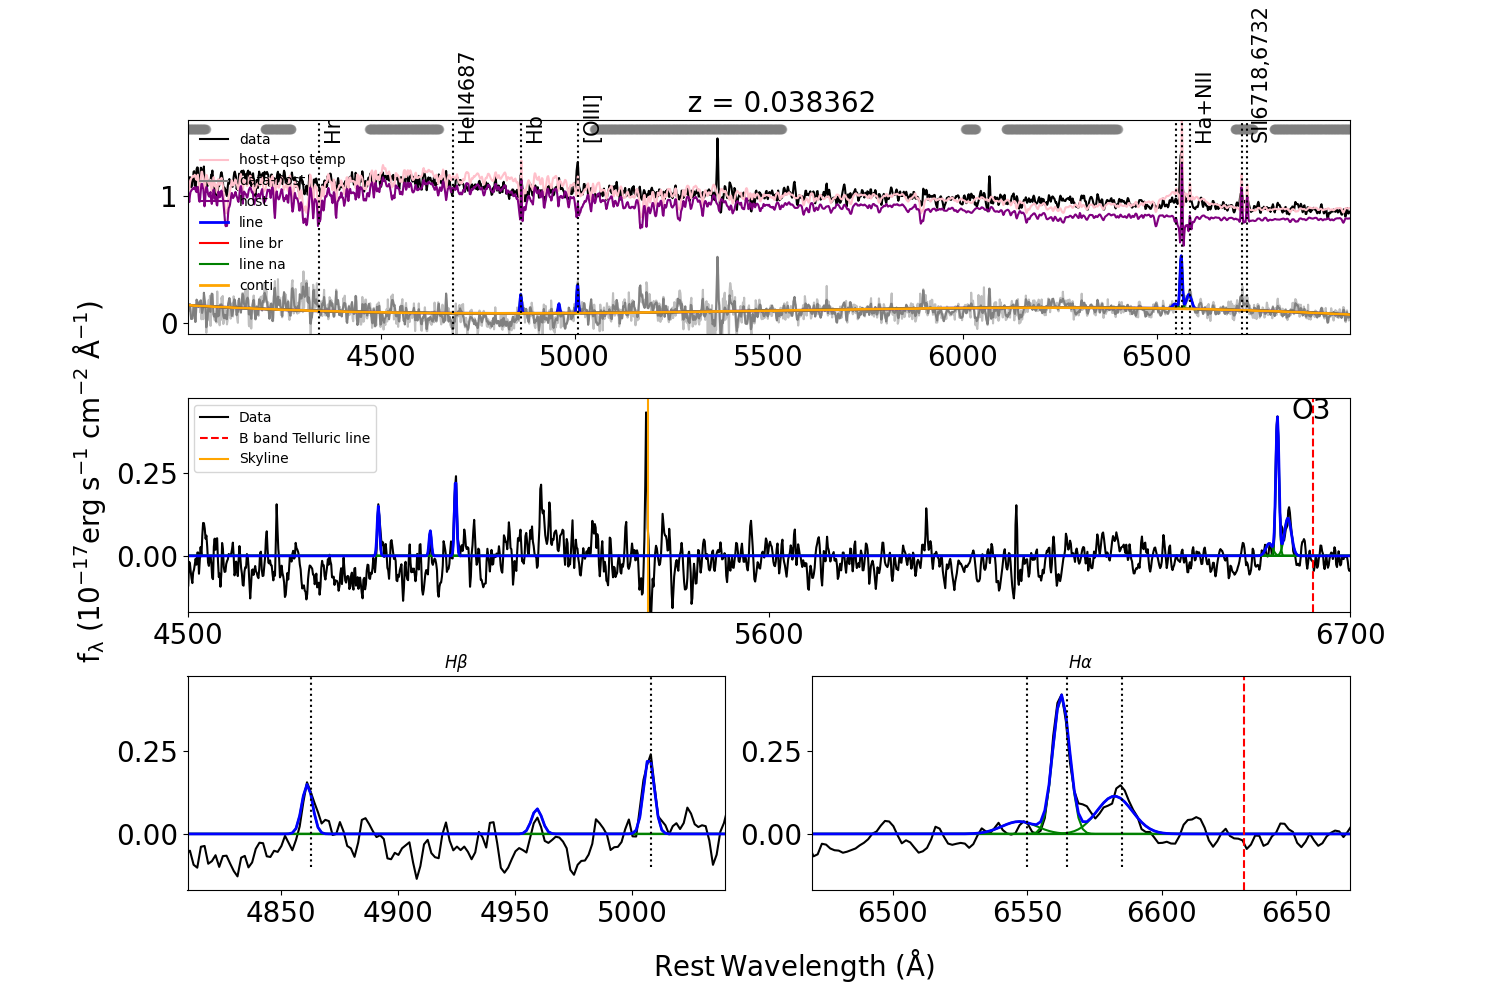 z = 0.038362
Hr
HeII4687
Hb
[OIII]
Ha+NII
SII6718,6732
data
host+qso temp
data-host
host
line
line br
line na
conti
1
0
4500
5000
5500
6000
6500
fλ (10⁻¹⁷erg s⁻¹ cm⁻² Å⁻¹)
Data
B band Telluric line
Skyline
O3
0.25
0.00
4500
5600
6700
Hβ
0.25
0.00
4850
4900
4950
5000
Hα
0.25
0.00
6500
6550
6600
6650
Rest Wavelength (Å)